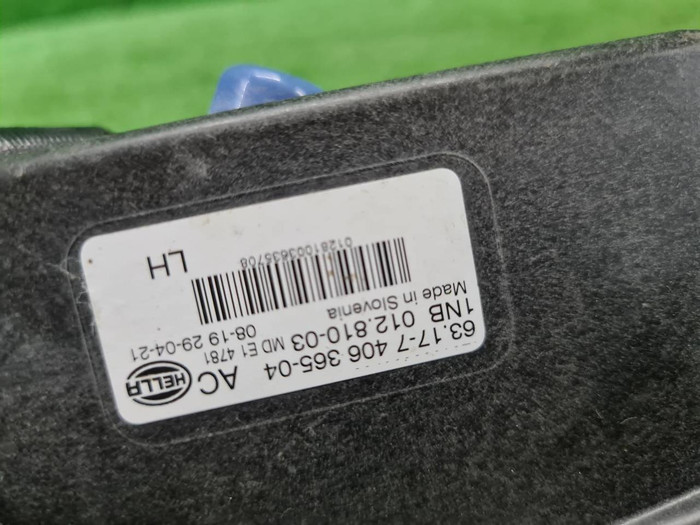 63.17-7 406 365-04 AC HELLA
1NB 012.810-03 MD E1 4781
Made in Slovenia 08-19 29-04-21
LH